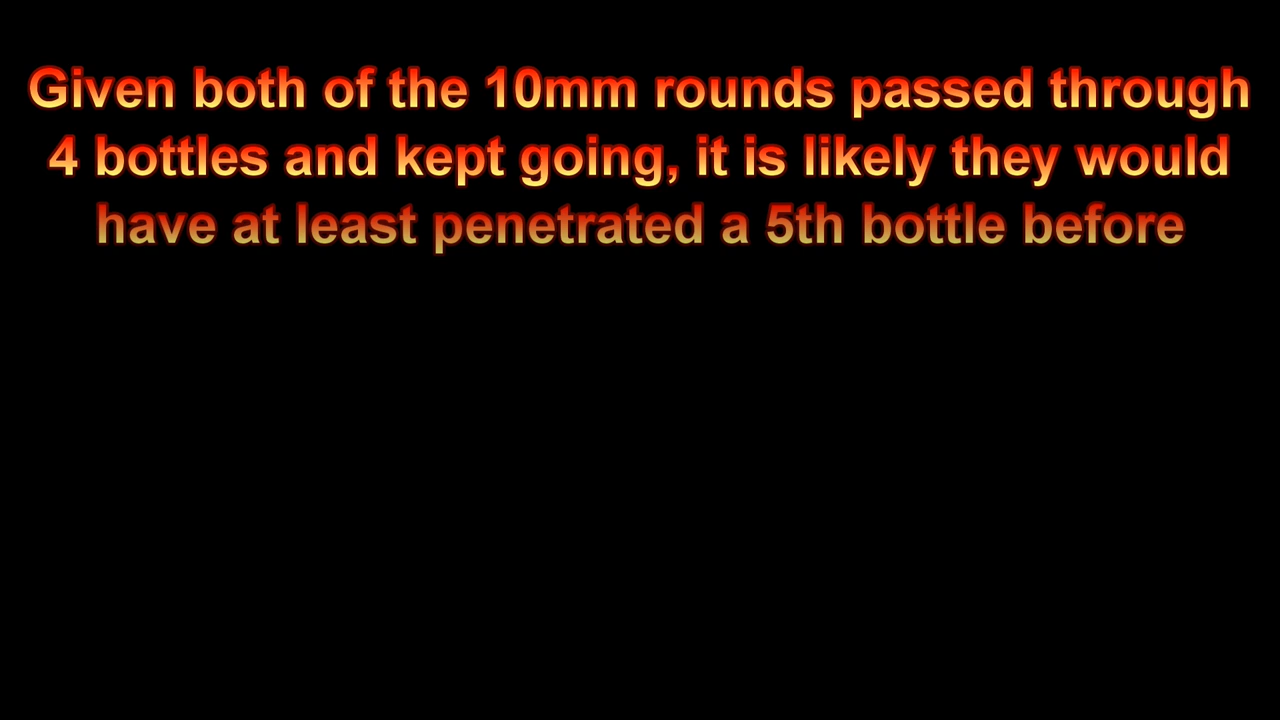 Given both of the 10mm rounds passed through
4 bottles and kept going, it is likely they would
have at least penetrated a 5th bottle before